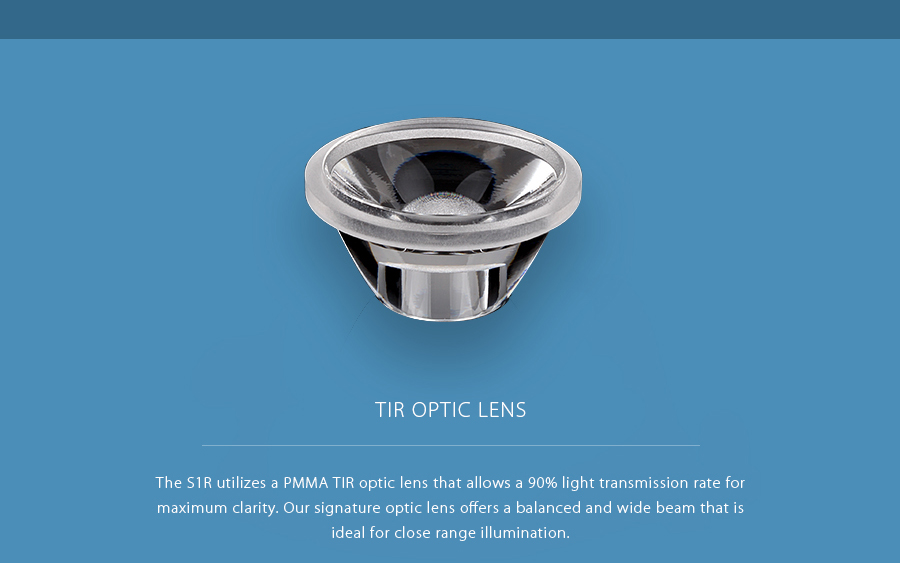 TIR OPTIC LENS
The S1R utilizes a PMMA TIR optic lens that allows a 90% light transmission rate for
maximum clarity. Our signature optic lens offers a balanced and wide beam that is
ideal for close range illumination.